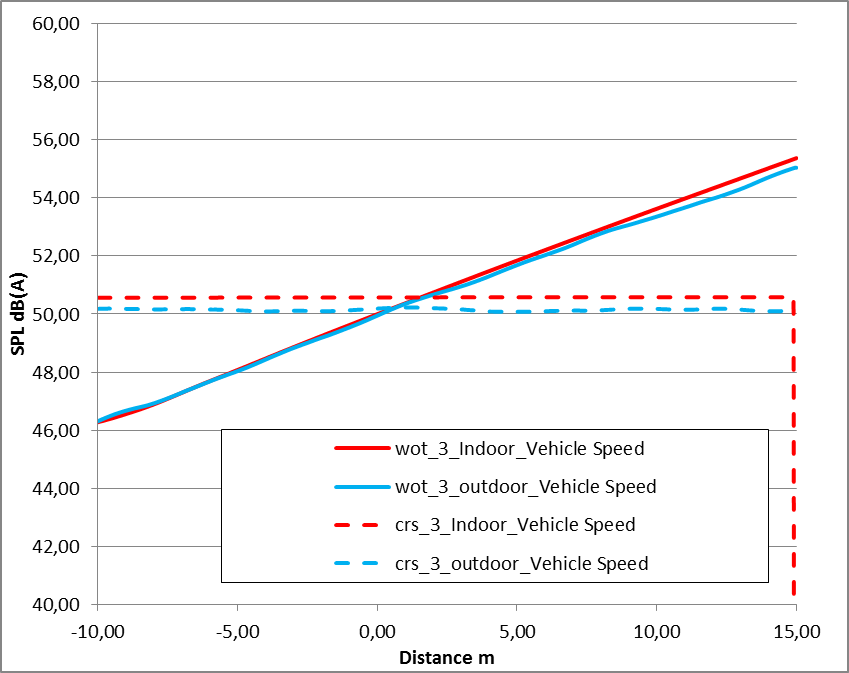 60,00
58,00
56,00
54,00
52,00
50,00
48,00
46,00
44,00
42,00
40,00
SPL dB(A)
wot_3_Indoor_Vehicle Speed
wot_3_outdoor_Vehicle Speed
crs_3_Indoor_Vehicle Speed
crs_3_outdoor_Vehicle Speed
-10,00 -5,00 0,00 5,00 10,00 15,00
Distance m